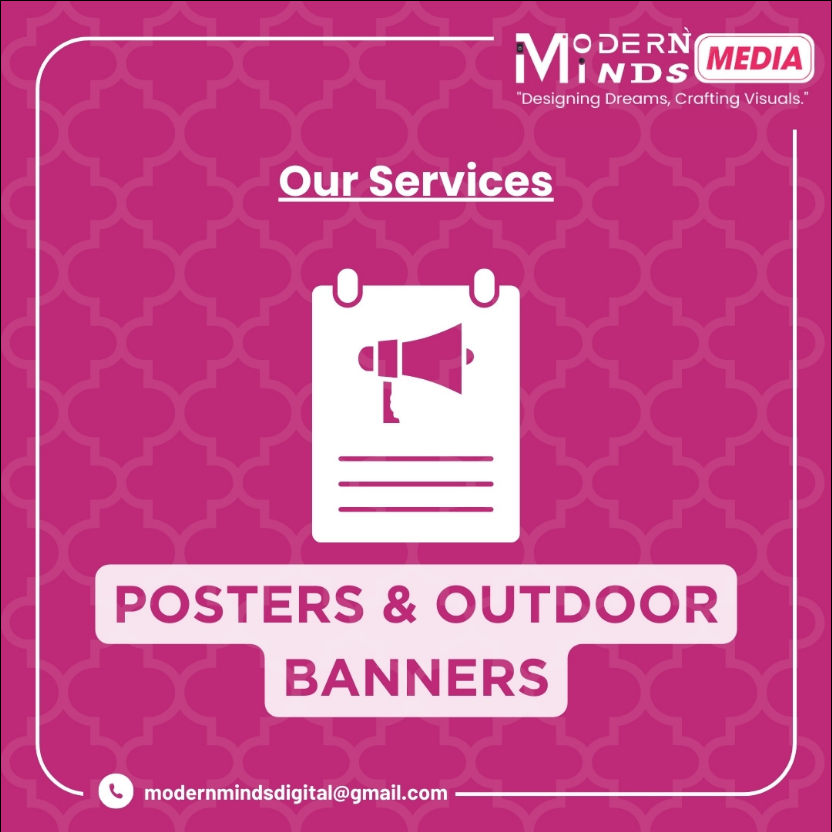 MODERN
MINDS
MEDIA
"Designing Dreams, Crafting Visuals."
Our Services
POSTERS & OUTDOOR
BANNERS
modernmindsdigital@gmail.com